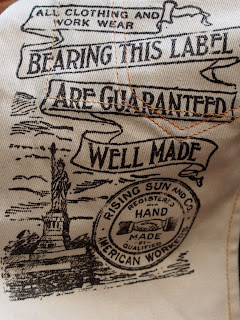 ALL CLOTHING AND
WORK WEAR
BEARING THIS LABEL
ARE GUARANTEED
WELL MADE
RISING SUN AND CO.
REGISTERED
HAND
MADE
BY
QUALIFIED
AMERICAN WORKERS